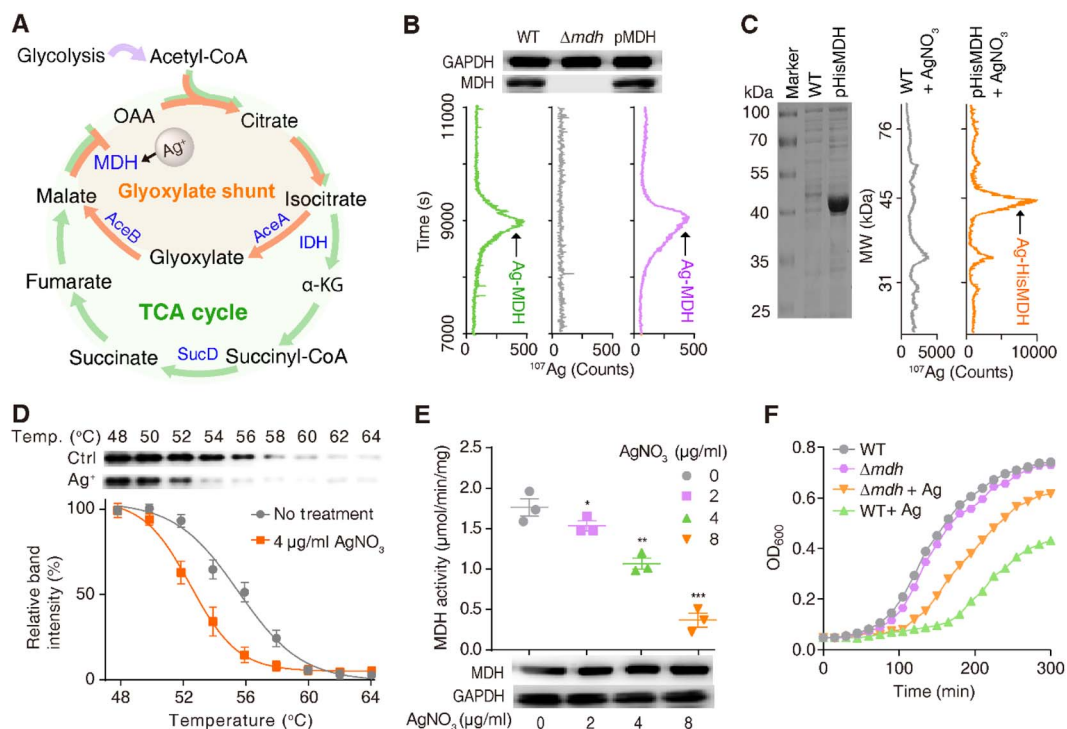 A
Glycolysis
Acetyl-CoA
OAA
Citrate
Ag⁺
MDH
Malate
Glyoxylate shunt
Isocitrate
AceB
AceA
IDH
Glyoxylate
Fumarate
α-KG
TCA cycle
Succinate
SucD
Succinyl-CoA
B
WT Δmdh pMDH
GAPDH
MDH
Time (s)
11000
9000
7000
Ag-MDH
Ag-MDH
0 500 0 500 0 500
¹⁰⁷Ag (Counts)
C
kDa
Marker
WT
pHisMDH
100
70
55
40
35
25
WT + AgNO₃
pHisMDH + AgNO₃
MW (kDa)
76
45
31
Ag-HisMDH
0 5000 0 10000
¹⁰⁷Ag (Counts)
D
Temp. (°C) 48 50 52 54 56 58 60 62 64
Ctrl
Ag⁺
Relative band intensity (%)
100
50
0
No treatment
4 µg/ml AgNO₃
48 52 56 60 64
Temperature (°C)
E
MDH activity (µmol/min/mg)
2.5
2.0
1.5
1.0
0.5
0.0
AgNO₃ (µg/ml)
0
2
4
8
*
**
***
MDH
GAPDH
AgNO₃ (µg/ml) 0 2 4 8
F
OD₆₀₀
0.8
0.6
0.4
0.2
0.0
WT
Δmdh
Δmdh + Ag
WT + Ag
0 100 200 300
Time (min)